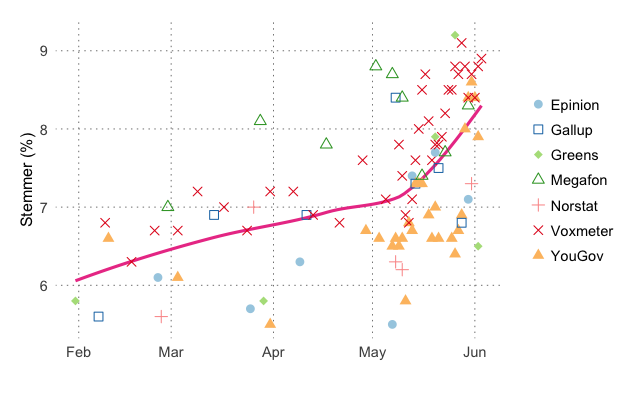 Stemmer (%)
9
8
7
6
Feb
Mar
Apr
May
Jun
Epinion
Gallup
Greens
Megafon
Norstat
Voxmeter
YouGov